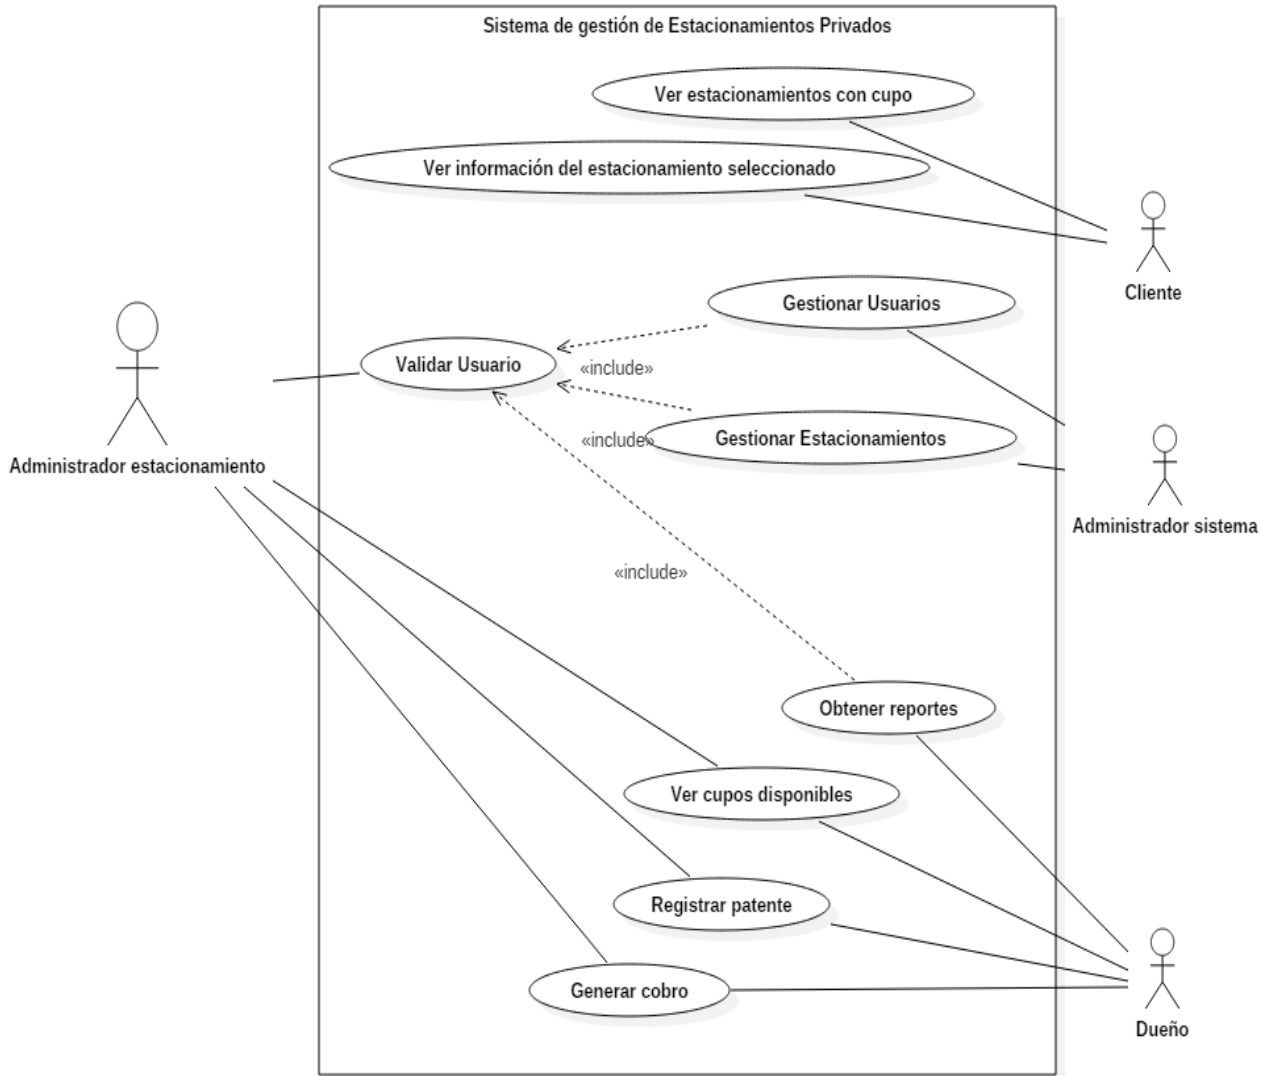 Sistema de gestión de Estacionamientos Privados
Ver estacionamientos con cupo
Ver información del estacionamiento seleccionado
Cliente
Gestionar Usuarios
Validar Usuario
«include»
Gestionar Estacionamientos
«include»
Administrador estacionamiento
Administrador sistema
«include»
Obtener reportes
Ver cupos disponibles
Registrar patente
Generar cobro
Dueño